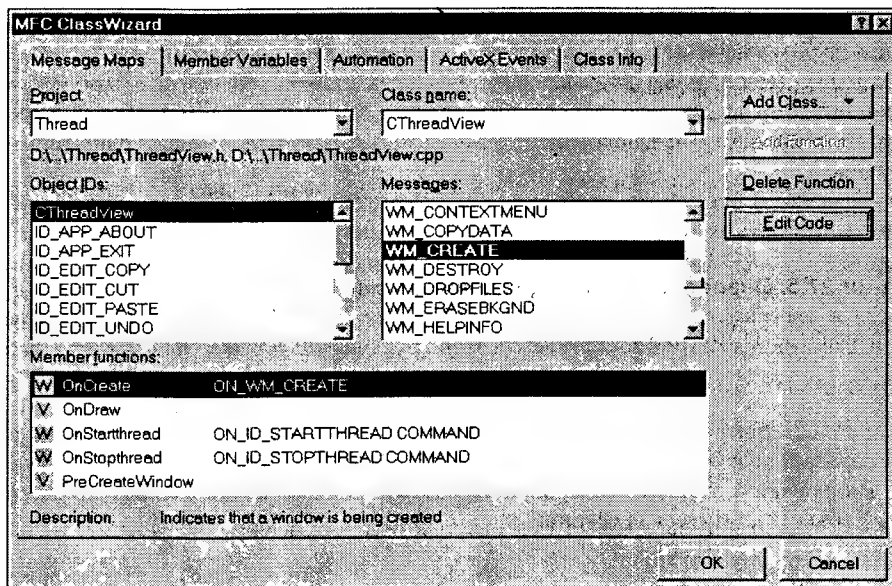 MFC ClassWizard
Message Maps
Member Variables
Automation
ActiveX Events
Class Info
Project:
Class name:
Add Class...
Thread
CThreadView
Add Function
D:\..\Thread\ThreadView.h, D:\..\Thread\ThreadView.cpp
Object IDs:
Messages:
Delete Function
Edit Code
CThreadView
ID_APP_ABOUT
ID_APP_EXIT
ID_EDIT_COPY
ID_EDIT_CUT
ID_EDIT_PASTE
ID_EDIT_UNDO
WM_CONTEXTMENU
WM_COPYDATA
WM_CREATE
WM_DESTROY
WM_DROPFILES
WM_ERASEBKGND
WM_HELPINFO
Member functions:
W OnCreate ON_WM_CREATE
V OnDraw
W OnStartthread ON_ID_STARTTHREAD COMMAND
W OnStopthread ON_ID_STOPTHREAD COMMAND
V PreCreateWindow
Description: Indicates that a window is being created
OK
Cancel